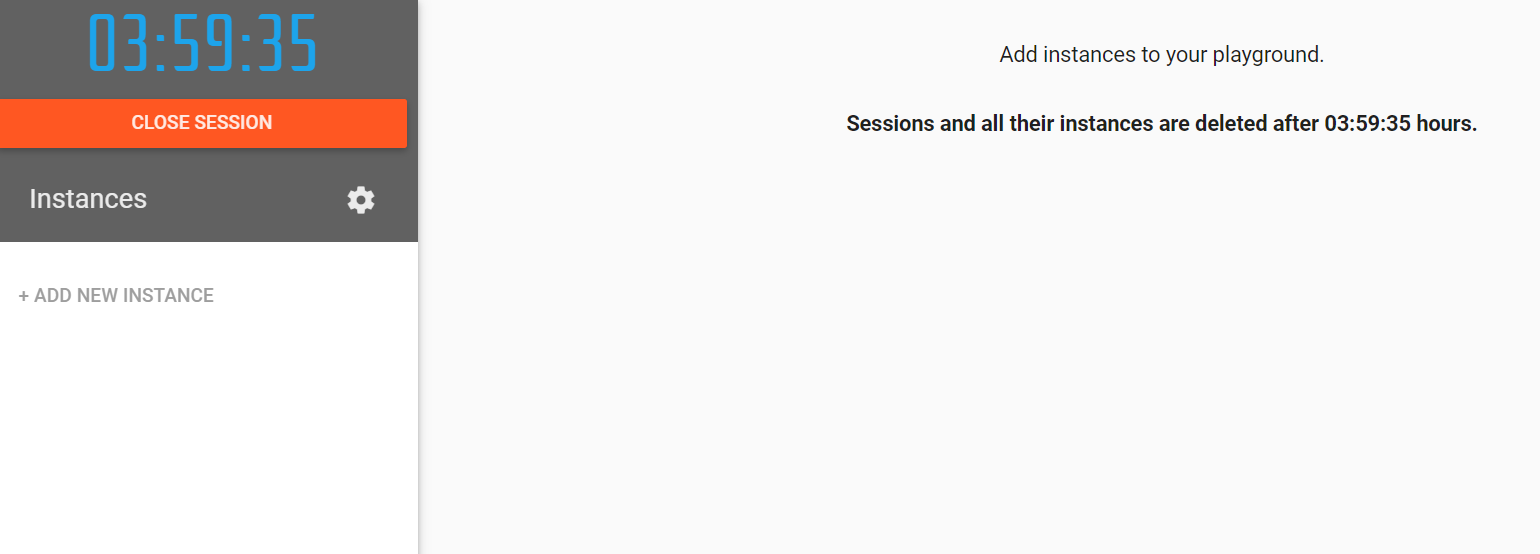 03:59:35
CLOSE SESSION
Instances
+ ADD NEW INSTANCE
Add instances to your playground.
Sessions and all their instances are deleted after 03:59:35 hours.